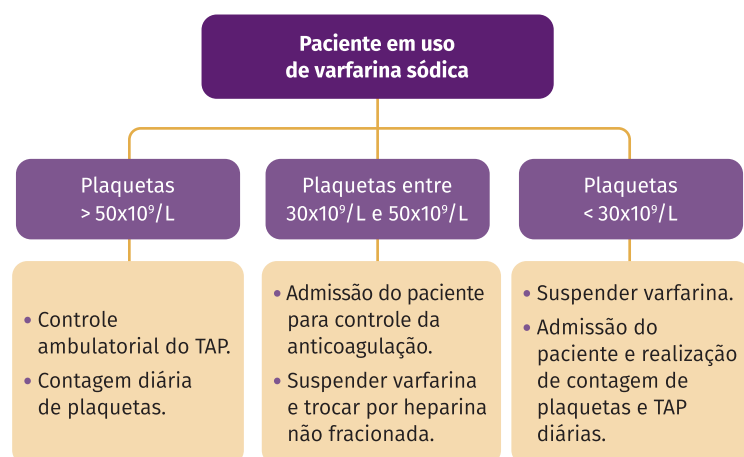 Paciente em uso
de varfarina sódica
Plaquetas
> 50x10⁹/L
Plaquetas entre
30x10⁹/L e 50x10⁹/L
Plaquetas
< 30x10⁹/L
• Controle
ambulatorial do TAP.
• Contagem diária
de plaquetas.
• Admissão do paciente
para controle da
anticoagulação.
• Suspender varfarina
e trocar por heparina
não fracionada.
• Suspender varfarina.
• Admissão do
paciente e realização
de contagem de
plaquetas e TAP
diárias.